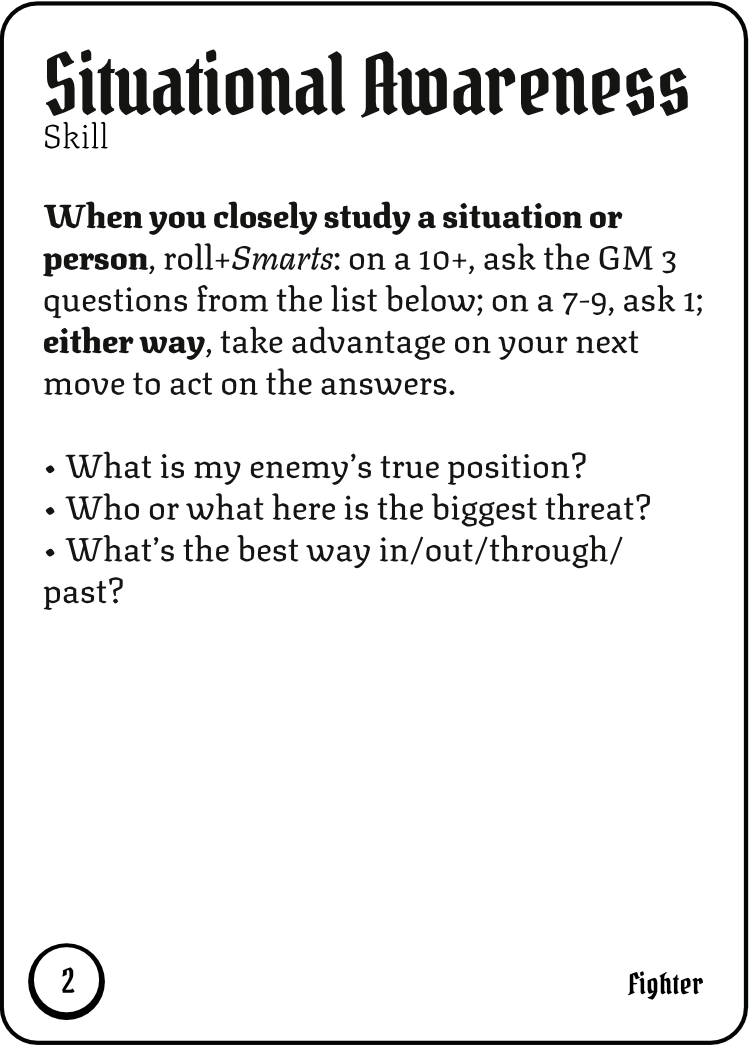 Situational Awareness
Skill
When you closely study a situation or
person, roll+Smarts: on a 10+, ask the GM 3
questions from the list below; on a 7-9, ask 1;
either way, take advantage on your next
move to act on the answers.
• What is my enemy’s true position?
• Who or what here is the biggest threat?
• What’s the best way in/out/through/
past?
2
Fighter